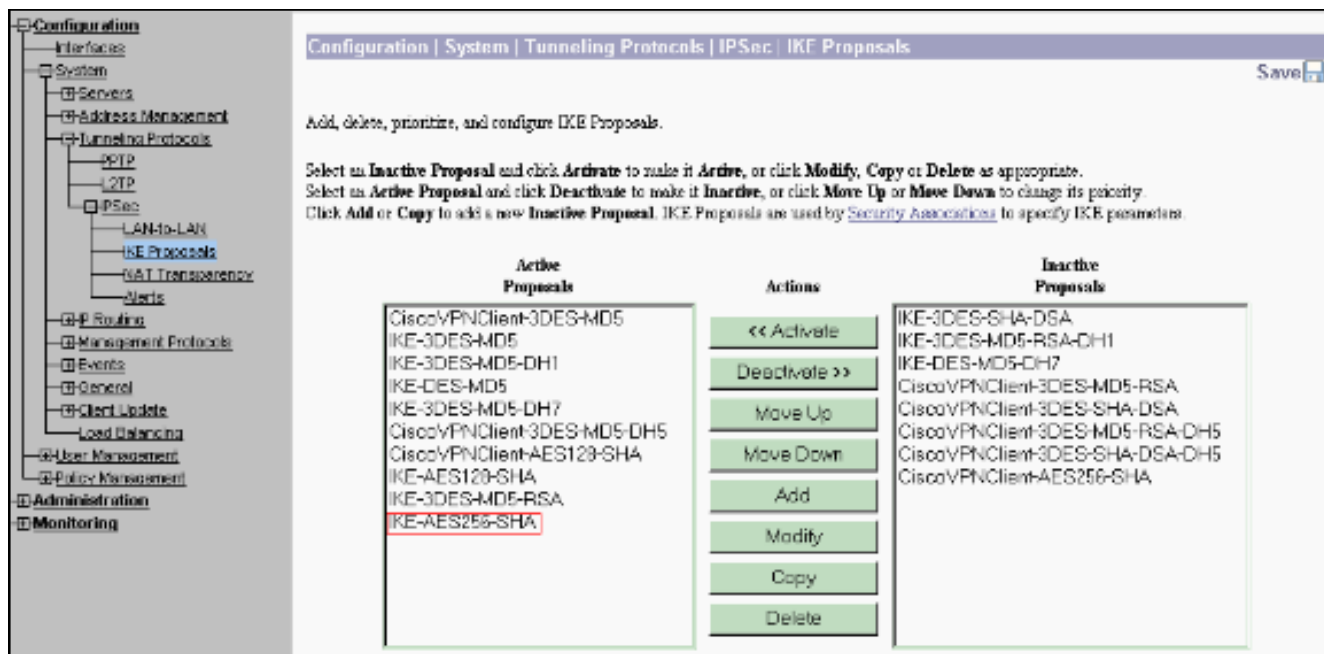 Configuration
Interfaces
System
Servers
Address Management
Tunneling Protocols
PPTP
L2TP
IPSec
LAN-to-LAN
IKE Proposals
NAT Transparency
Alerts
IP Routing
Management Protocols
Events
General
Client Update
Load Balancing
User Management
Policy Management
Administration
Monitoring
Configuration | System | Tunneling Protocols | IPSec | IKE Proposals
Save
Add, delete, prioritize, and configure IKE Proposals.
Select an Inactive Proposal and click Activate to make it Active, or click Modify, Copy or Delete as appropriate.
Select an Active Proposal and click Deactivate to make it Inactive, or click Move Up or Move Down to change its priority.
Click Add or Copy to add a new Inactive Proposal. IKE Proposals are used by Security Associations to specify IKE parameters.
Active
Proposals
CiscoVPNClient-3DES-MD5
IKE-3DES-MD5
IKE-3DES-MD5-DH1
IKE-DES-MD5
IKE-3DES-MD5-DH7
CiscoVPNClient-3DES-MD5-DH5
CiscoVPNClient-AES128-SHA
IKE-AES128-SHA
IKE-3DES-MD5-RSA
IKE-AES256-SHA
Actions
<< Activate
Deactivate >>
Move Up
Move Down
Add
Modify
Copy
Delete
Inactive
Proposals
IKE-3DES-SHA-DSA
IKE-3DES-MD5-RSA-DH1
IKE-DES-MD5-DH7
CiscoVPNClient-3DES-MD5-RSA
CiscoVPNClient-3DES-SHA-DSA
CiscoVPNClient-3DES-MD5-RSA-DH5
CiscoVPNClient-3DES-SHA-DSA-DH5
CiscoVPNClient-AES256-SHA